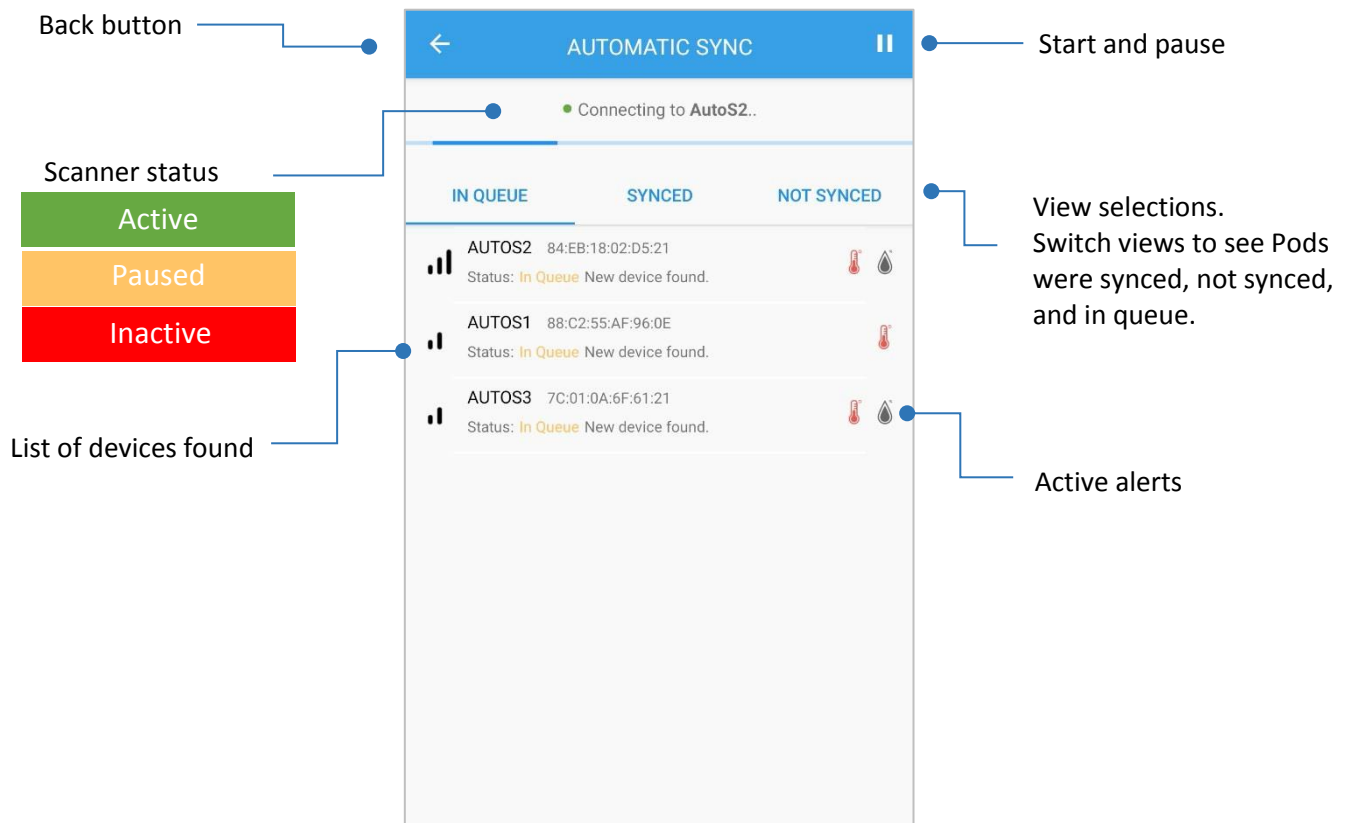 Back button
AUTOMATIC SYNC
Start and pause
Connecting to AutoS2..
Scanner status
Active
Paused
Inactive
IN QUEUE
SYNCED
NOT SYNCED
View selections.
Switch views to see Pods
were synced, not synced,
and in queue.
AUTOS2 84:EB:18:02:D5:21
Status: In Queue New device found.
AUTOS1 88:C2:55:AF:96:0E
Status: In Queue New device found.
AUTOS3 7C:01:0A:6F:61:21
Status: In Queue New device found.
List of devices found
Active alerts